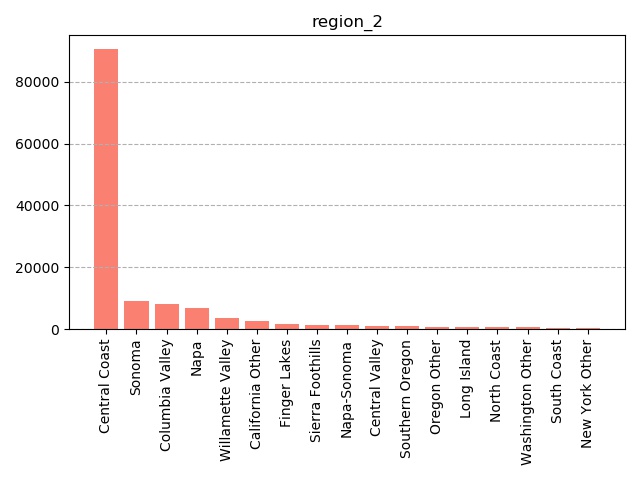 region_2
80000
60000
40000
20000
0
Central Coast
Sonoma
Columbia Valley
Napa
Willamette Valley
California Other
Finger Lakes
Sierra Foothills
Napa-Sonoma
Central Valley
Southern Oregon
Oregon Other
Long Island
North Coast
Washington Other
South Coast
New York Other